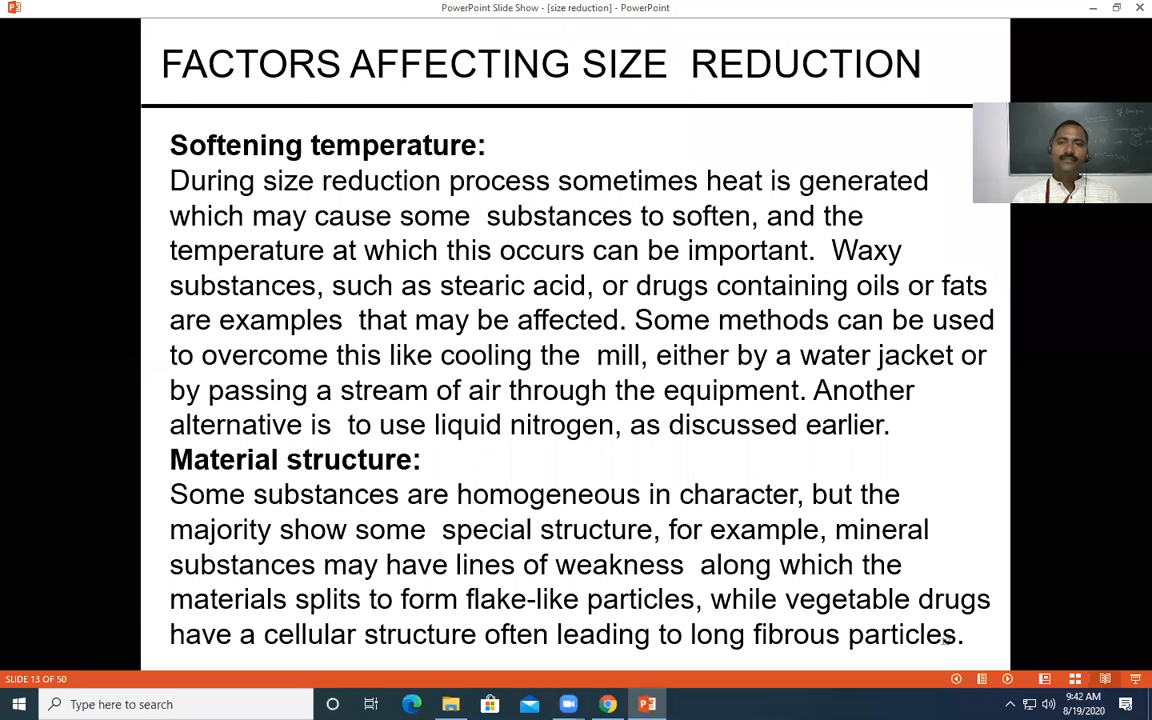 PowerPoint Slide Show - [size reduction] - PowerPoint
FACTORS AFFECTING SIZE REDUCTION
Softening temperature:
During size reduction process sometimes heat is generated
which may cause some substances to soften, and the
temperature at which this occurs can be important. Waxy
substances, such as stearic acid, or drugs containing oils or fats
are examples that may be affected. Some methods can be used
to overcome this like cooling the mill, either by a water jacket or
by passing a stream of air through the equipment. Another
alternative is to use liquid nitrogen, as discussed earlier.
Material structure:
Some substances are homogeneous in character, but the
majority show some special structure, for example, mineral
substances may have lines of weakness along which the
materials splits to form flake-like particles, while vegetable drugs
have a cellular structure often leading to long fibrous particles.
SLIDE 13 OF 50
Type here to search
9:42 AM
8/19/2020